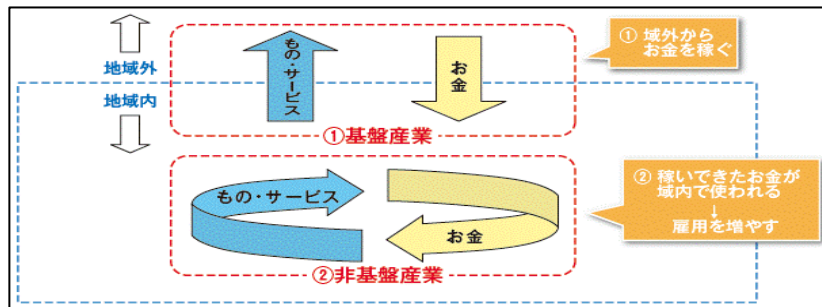 地域外
地域内
もの・サービス
お金
①基盤産業
① 域外から
お金を稼ぐ
もの・サービス
お金
②非基盤産業
② 稼いできたお金が
域内で使われる
↓
雇用を増やす